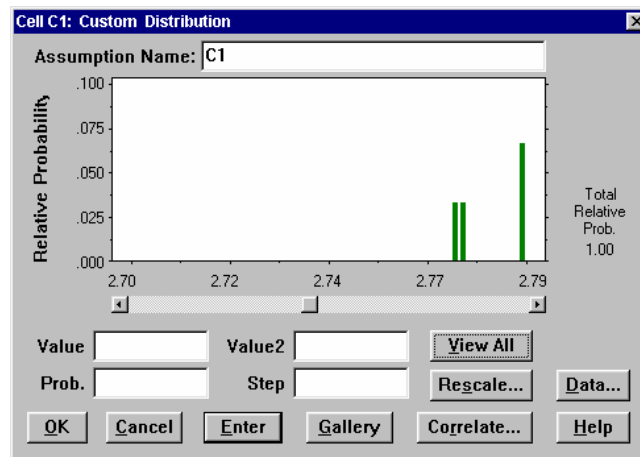 Cell C1: Custom Distribution
Assumption Name: C1
Relative Probability
.100
.075
.050
.025
.000
2.70 2.72 2.74 2.77 2.79
Total
Relative
Prob.
1.00
Value Value2 View All
Prob. Step Rescale... Data...
OK Cancel Enter Gallery Correlate... Help